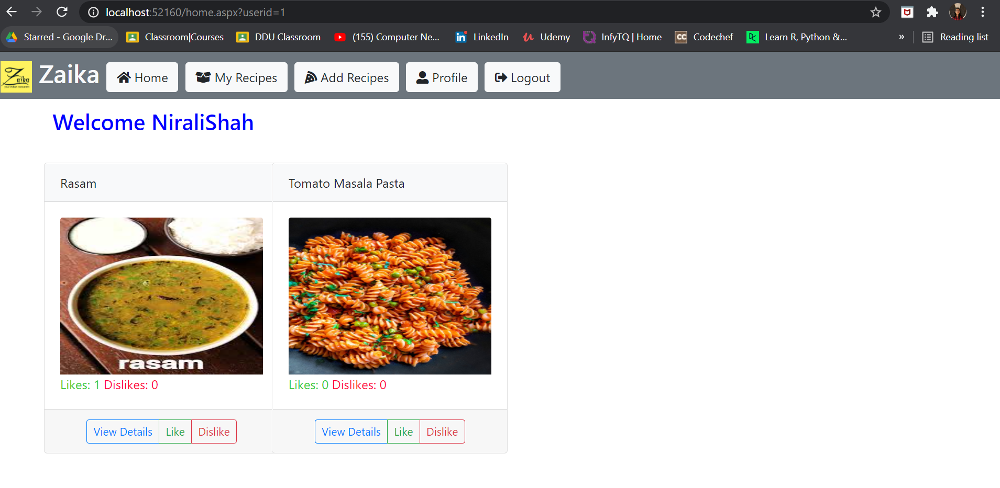 localhost:52160/home.aspx?userid=1
Starred - Google Dr... Classroom|Courses DDU Classroom (155) Computer Ne... LinkedIn Udemy InfyTQ | Home CC Codechef Learn R, Python &... » Reading list
Zaika Zaika Home My Recipes Add Recipes Profile Logout
Welcome NiraliShah
Rasam Tomato Masala Pasta
rasam
Likes: 1 Dislikes: 0 Likes: 0 Dislikes: 0
View Details Like Dislike View Details Like Dislike